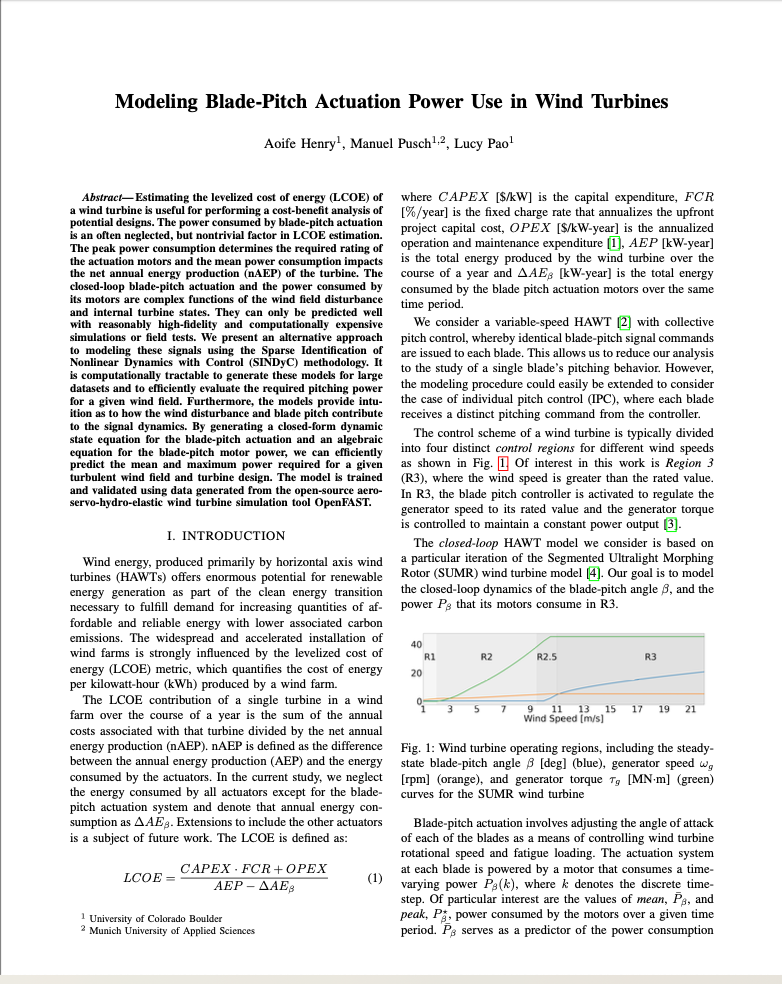 Modeling Blade-Pitch Actuation Power Use in Wind Turbines
Aoife Henry1, Manuel Pusch1,2, Lucy Pao1
Abstract— Estimating the levelized cost of energy (LCOE) of
a wind turbine is useful for performing a cost-benefit analysis of
potential designs. The power consumed by blade-pitch actuation
is an often neglected, but nontrivial factor in LCOE estimation.
The peak power consumption determines the required rating of
the actuation motors and the mean power consumption impacts
the net annual energy production (nAEP) of the turbine. The
closed-loop blade-pitch actuation and the power consumed by
its motors are complex functions of the wind field disturbance
and internal turbine states. They can only be predicted well
with reasonably high-fidelity and computationally expensive
simulations or field tests. We present an alternative approach
to modeling these signals using the Sparse Identification of
Nonlinear Dynamics with Control (SINDyC) methodology. It
is computationally tractable to generate these models for large
datasets and to efficiently evaluate the required pitching power
for a given wind field. Furthermore, the models provide intu-
ition as to how the wind disturbance and blade pitch contribute
to the signal dynamics. By generating a closed-form dynamic
state equation for the blade-pitch actuation and an algebraic
equation for the blade-pitch motor power, we can efficiently
predict the mean and maximum power required for a given
turbulent wind field and turbine design. The model is trained
and validated using data generated from the open-source aero-
servo-hydro-elastic wind turbine simulation tool OpenFAST.
I. INTRODUCTION
Wind energy, produced primarily by horizontal axis wind
turbines (HAWTs) offers enormous potential for renewable
energy generation as part of the clean energy transition
necessary to fulfill demand for increasing quantities of af-
fordable and reliable energy with lower associated carbon
emissions. The widespread and accelerated installation of
wind farms is strongly influenced by the levelized cost of
energy (LCOE) metric, which quantifies the cost of energy
per kilowatt-hour (kWh) produced by a wind farm.
The LCOE contribution of a single turbine in a wind
farm over the course of a year is the sum of the annual
costs associated with that turbine divided by the net annual
energy production (nAEP). nAEP is defined as the difference
between the annual energy production (AEP) and the energy
consumed by the actuators. In the current study, we neglect
the energy consumed by all actuators except for the blade-
pitch actuation system and denote that annual energy con-
sumption as ΔAEβ. Extensions to include the other actuators
is a subject of future work. The LCOE is defined as:
LCOE = (CAPEX · FCR + OPEX) / (AEP − ΔAEβ) (1)
1 University of Colorado Boulder
2 Munich University of Applied Sciences
where CAPEX [$/kW] is the capital expenditure, FCR
[%/year] is the fixed charge rate that annualizes the upfront
project capital cost, OPEX [$/kW-year] is the annualized
operation and maintenance expenditure [1], AEP [kW-year]
is the total energy produced by the wind turbine over the
course of a year and ΔAEβ [kW-year] is the total energy
consumed by the blade pitch actuation motors over the same
time period.
We consider a variable-speed HAWT [2] with collective
pitch control, whereby identical blade-pitch signal commands
are issued to each blade. This allows us to reduce our analysis
to the study of a single blade's pitching behavior. However,
the modeling procedure could easily be extended to consider
the case of individual pitch control (IPC), where each blade
receives a distinct pitching command from the controller.
The control scheme of a wind turbine is typically divided
into four distinct control regions for different wind speeds
as shown in Fig. 1. Of interest in this work is Region 3
(R3), where the wind speed is greater than the rated value.
In R3, the blade pitch controller is activated to regulate the
generator speed to its rated value and the generator torque
is controlled to maintain a constant power output [3].
The closed-loop HAWT model we consider is based on
a particular iteration of the Segmented Ultralight Morphing
Rotor (SUMR) wind turbine model [4]. Our goal is to model
the closed-loop dynamics of the blade-pitch angle β, and the
power Pβ that its motors consume in R3.
40
R1 R2 R2.5 R3
20
0
1 3 5 7 9 11 13 15 17 19 21
Wind Speed [m/s]
Fig. 1: Wind turbine operating regions, including the steady-
state blade-pitch angle β [deg] (blue), generator speed ωg
[rpm] (orange), and generator torque τg [MN·m] (green)
curves for the SUMR wind turbine
Blade-pitch actuation involves adjusting the angle of attack
of each of the blades as a means of controlling wind turbine
rotational speed and fatigue loading. The actuation system
at each blade is powered by a motor that consumes a time-
varying power Pβ(k), where k denotes the discrete time-
step. Of particular interest are the values of mean, P̄β, and
peak, P*β, power consumed by the motors over a given time
period. P̄β serves as a predictor of the power consumption